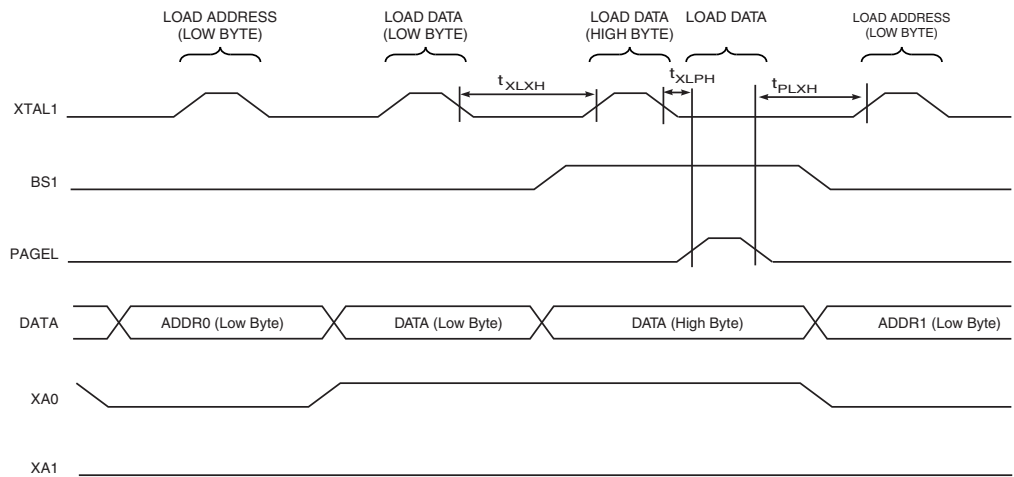 LOAD ADDRESS
(LOW BYTE)
LOAD DATA
(LOW BYTE)
LOAD DATA
(HIGH BYTE)
LOAD DATA
LOAD ADDRESS
(LOW BYTE)
XTAL1
tXLXH
tXLPH
tPLXH
BS1
PAGEL
DATA
ADDR0 (Low Byte)
DATA (Low Byte)
DATA (High Byte)
ADDR1 (Low Byte)
XA0
XA1